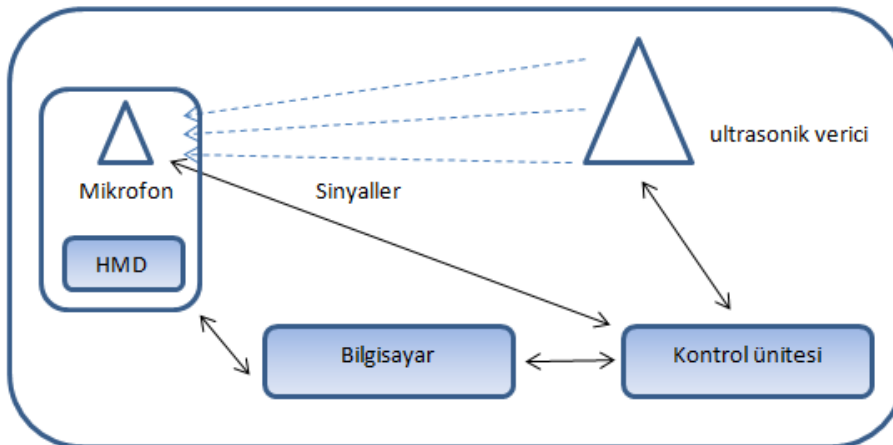 ultrasonik verici
Mikrofon
Sinyaller
HMD
Bilgisayar
Kontrol ünitesi